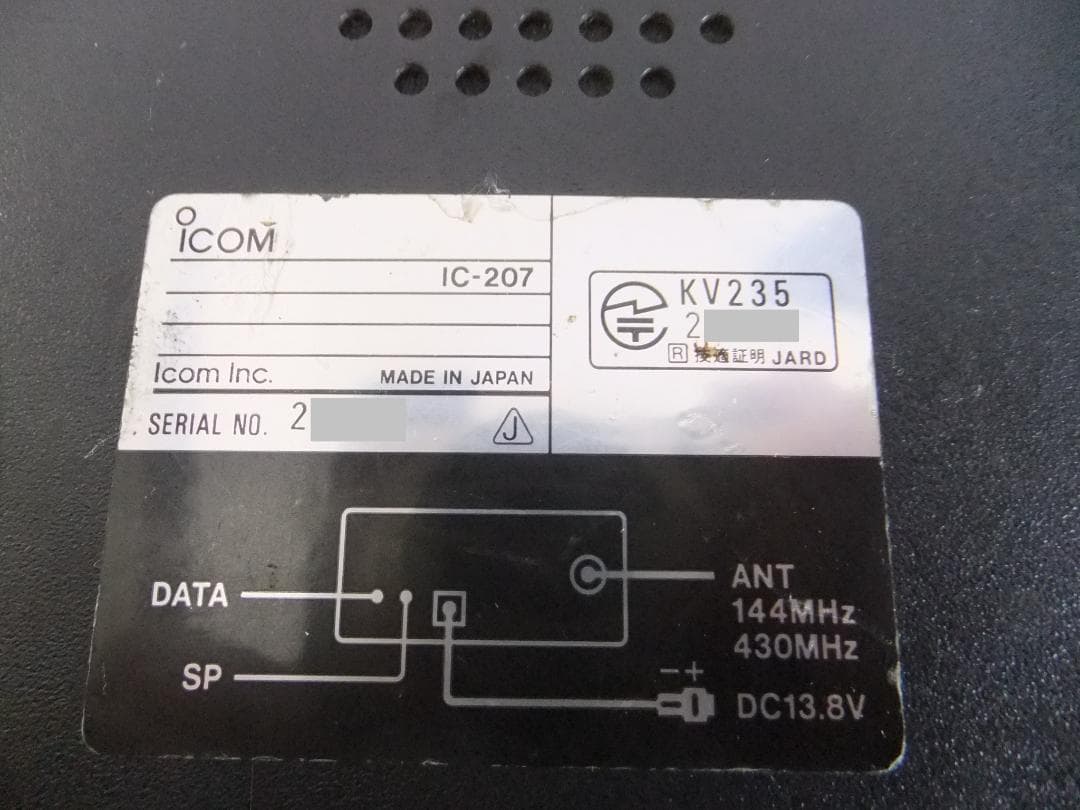 ICOM
IC-207
Icom Inc. MADE IN JAPAN
SERIAL NO. 2
J
KV235
2
R 技適証明 JARD
DATA
SP
ANT
144MHz
430MHz
− +
DC13.8V